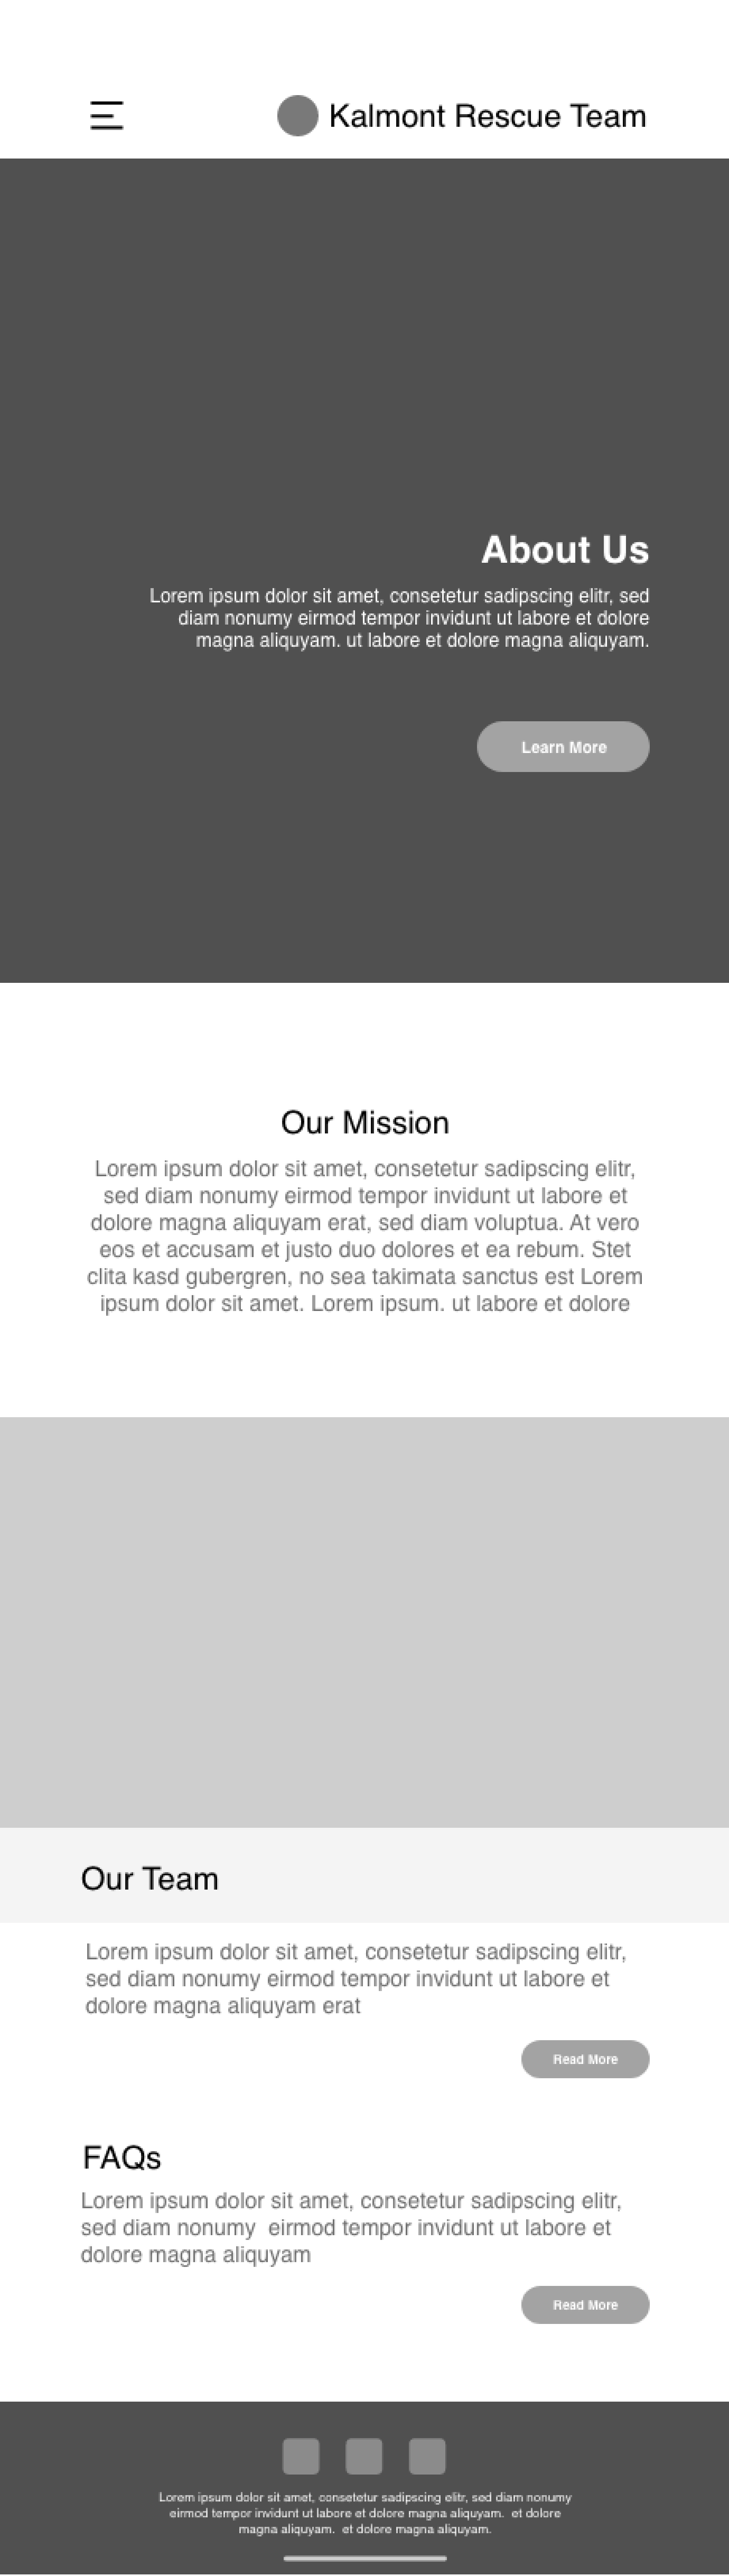 Kalmont Rescue Team
About Us
Lorem ipsum dolor sit amet, consetetur sadipscing elitr, sed
diam nonumy eirmod tempor invidunt ut labore et dolore
magna aliquyam. ut labore et dolore magna aliquyam.
Learn More
Our Mission
Lorem ipsum dolor sit amet, consetetur sadipscing elitr,
sed diam nonumy eirmod tempor invidunt ut labore et
dolore magna aliquyam erat, sed diam voluptua. At vero
eos et accusam et justo duo dolores et ea rebum. Stet
clita kasd gubergren, no sea takimata sanctus est Lorem
ipsum dolor sit amet. Lorem ipsum. ut labore et dolore
Our Team
Lorem ipsum dolor sit amet, consetetur sadipscing elitr,
sed diam nonumy eirmod tempor invidunt ut labore et
dolore magna aliquyam erat
Read More
FAQs
Lorem ipsum dolor sit amet, consetetur sadipscing elitr,
sed diam nonumy  eirmod tempor invidunt ut labore et
dolore magna aliquyam
Read More
Lorem ipsum dolor sit amet, consetetur sadipscing elitr, sed diam nonumy
eirmod tempor invidunt ut labore et dolore magna aliquyam.  et dolore
magna aliquyam.  et dolore magna aliquyam.